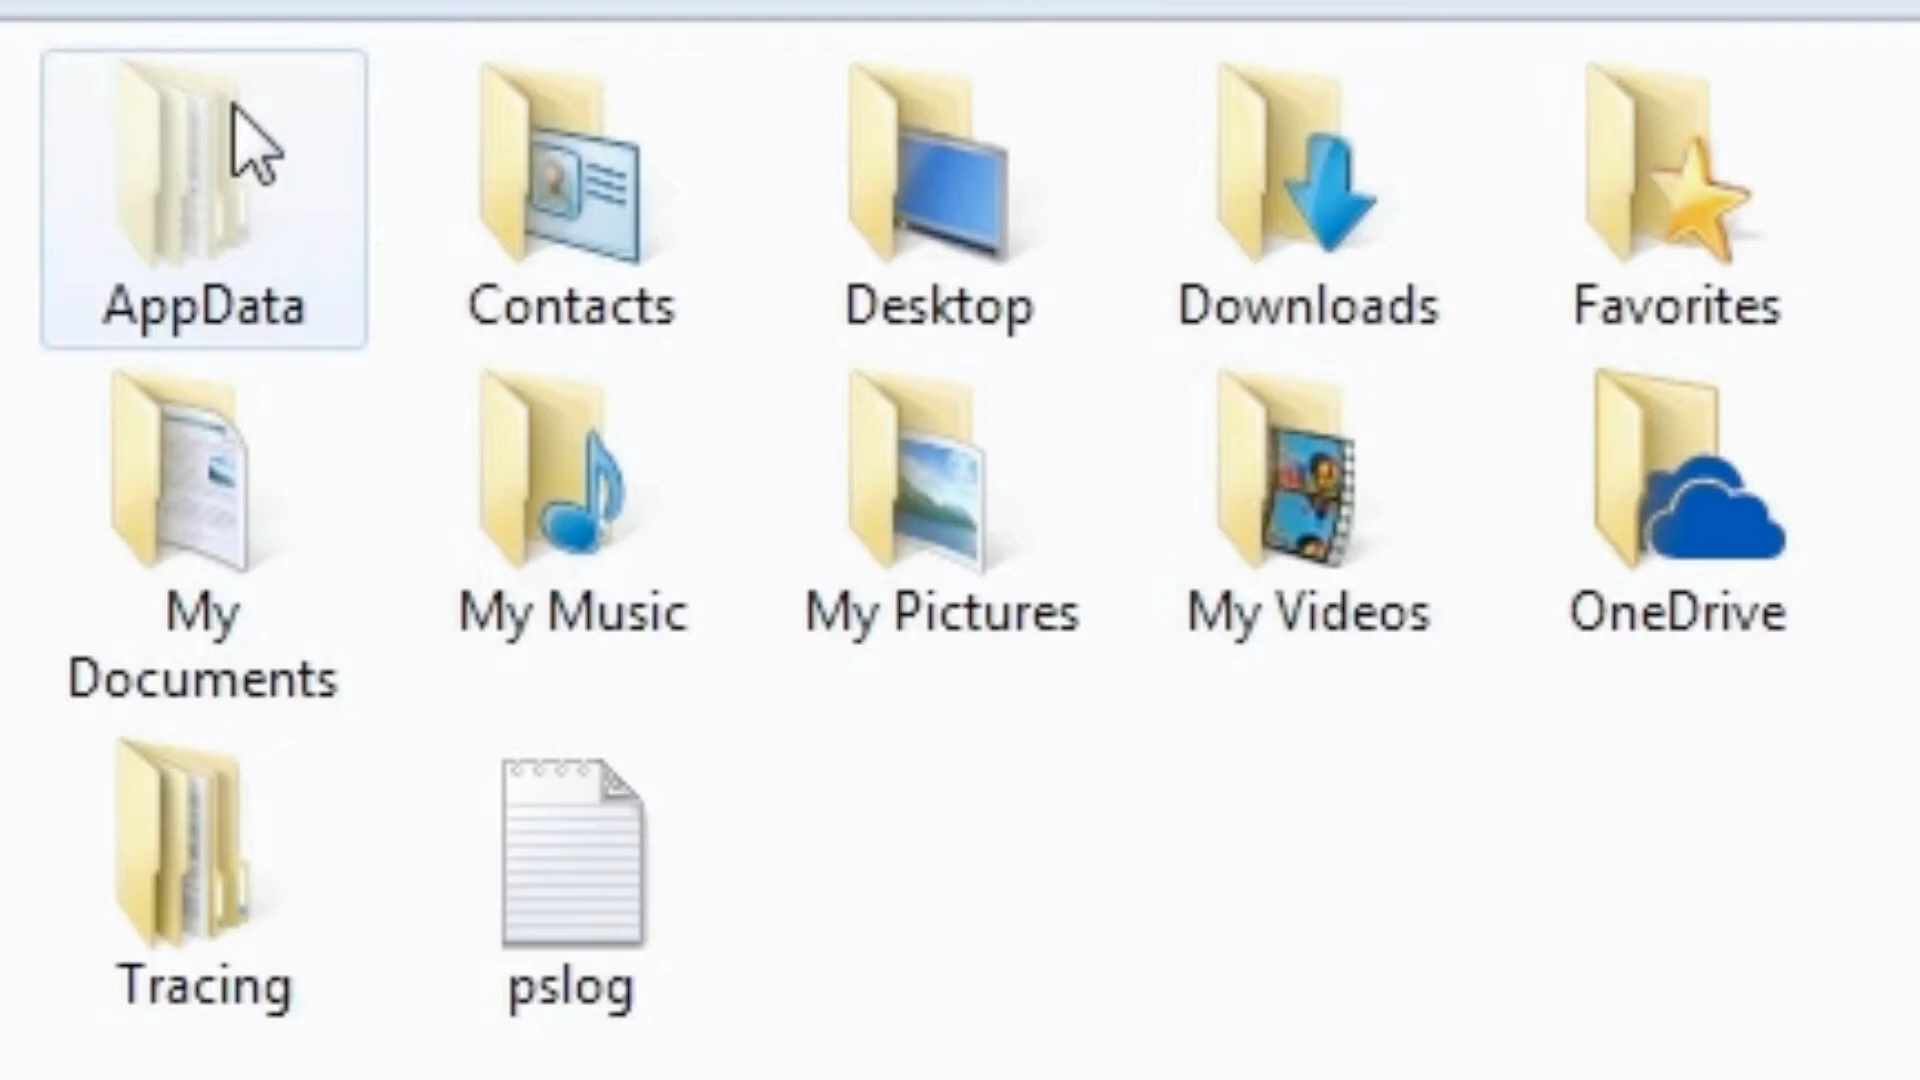 AppData
Contacts
Desktop
Downloads
Favorites
My
Documents
My Music
My Pictures
My Videos
OneDrive
Tracing
pslog